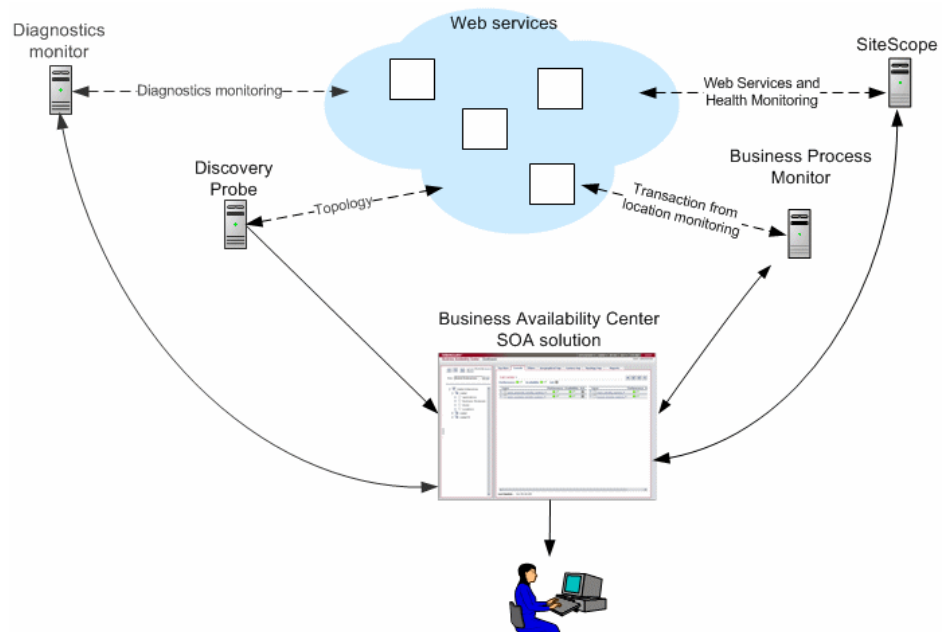 Web services
Diagnostics
monitor
SiteScope
Diagnostics monitoring
Web Services and
Health Monitoring
Discovery
Probe
Business Process
Monitor
Topology
Transaction from
location monitoring
Business Availability Center
SOA solution